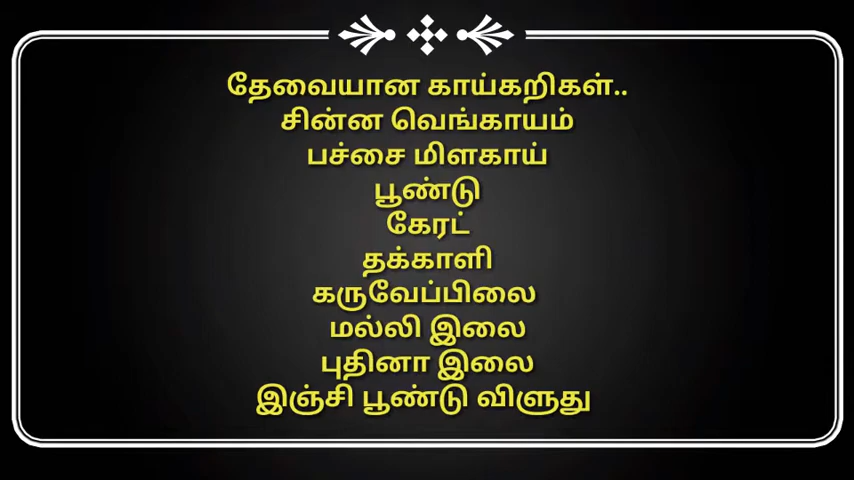 தேவையான காய்கறிகள்..
சின்ன வெங்காயம்
பச்சை மிளகாய்
பூண்டு
கேரட்
தக்காளி
கருவேப்பிலை
மல்லி இலை
புதினா இலை
இஞ்சி பூண்டு விளுது